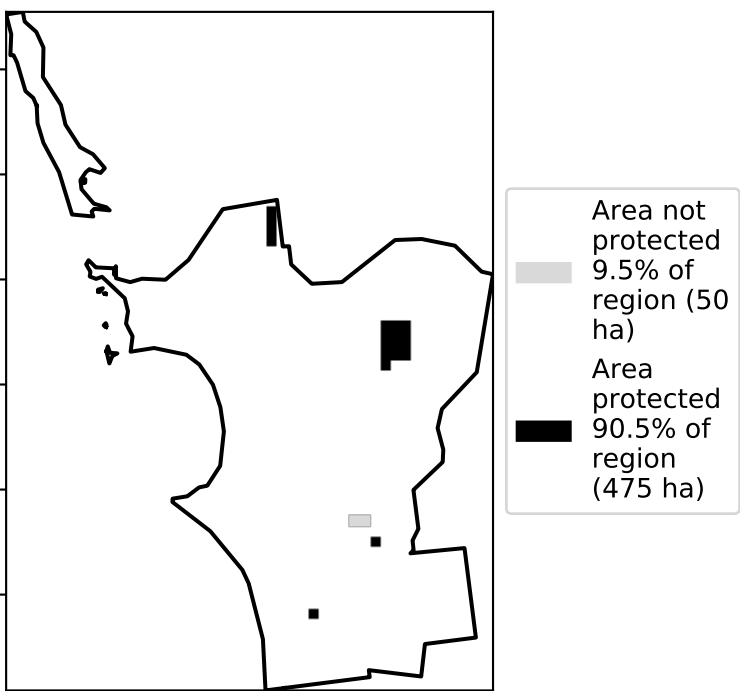 Area not
protected
9.5% of
region (50
ha)
Area
protected
90.5% of
region
(475 ha)